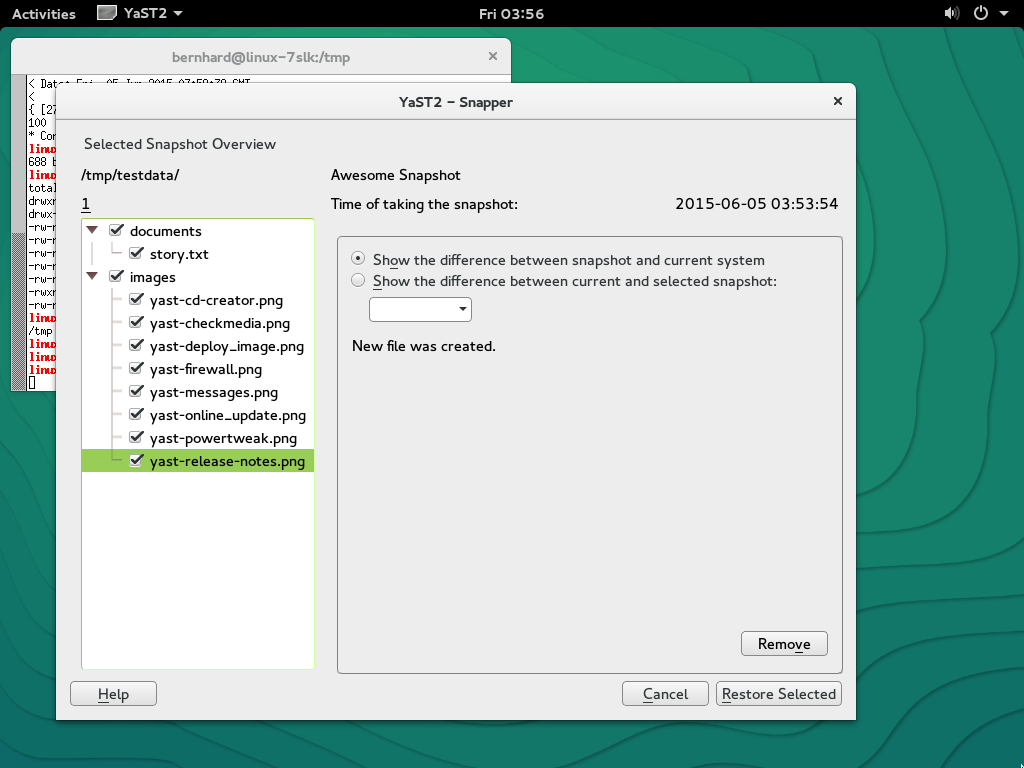 Activities YaST2 Fri 03:56
bernhard@linux-7slk:/tmp
< Date: Fri, 05 Jun 2015 07:50:70 GMT
<
{ [27
100
* Con
linu
688 b
linu
total
drwxr
drwx-
-rw-r
-rw-n
-rw-r
-rw-r
-rw-r
-rwxr
-rw-r
linu
/tmp
linu
linu
linu
YaST2 - Snapper
Selected Snapshot Overview
/tmp/testdata/
Awesome Snapshot
1
Time of taking the snapshot: 2015-06-05 03:53:54
documents
story.txt
images
yast-cd-creator.png
yast-checkmedia.png
yast-deploy_image.png
yast-firewall.png
yast-messages.png
yast-online_update.png
yast-powertweak.png
yast-release-notes.png
Show the difference between snapshot and current system
Show the difference between current and selected snapshot:
New file was created.
Remove
Help
Cancel
Restore Selected